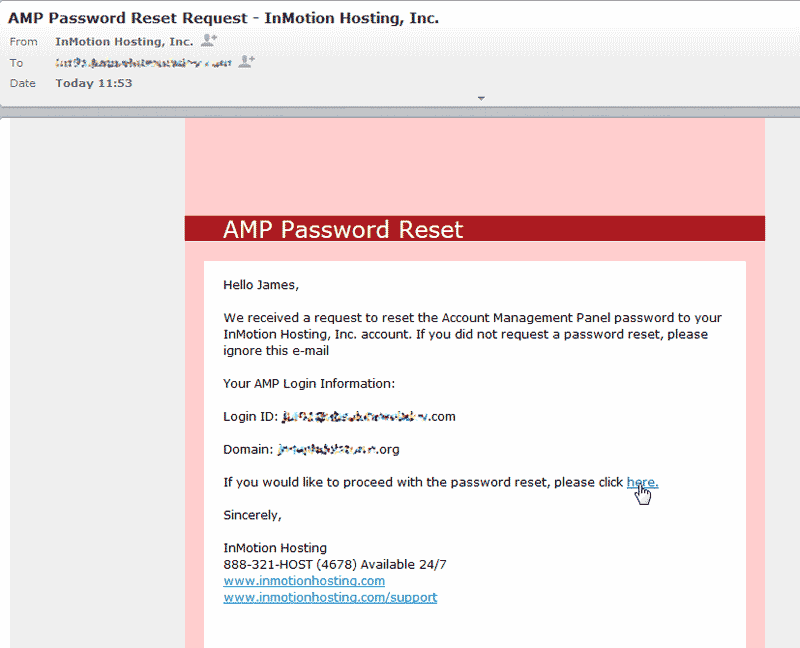 AMP Password Reset Request - InMotion Hosting, Inc.
From InMotion Hosting, Inc.
To
Date Today 11:53
AMP Password Reset
Hello James,
We received a request to reset the Account Management Panel password to your
InMotion Hosting, Inc. account. If you did not request a password reset, please
ignore this e-mail
Your AMP Login Information:
Login ID: .com
Domain: .org
If you would like to proceed with the password reset, please click here.
Sincerely,
InMotion Hosting
888-321-HOST (4678) Available 24/7
www.inmotionhosting.com
www.inmotionhosting.com/support